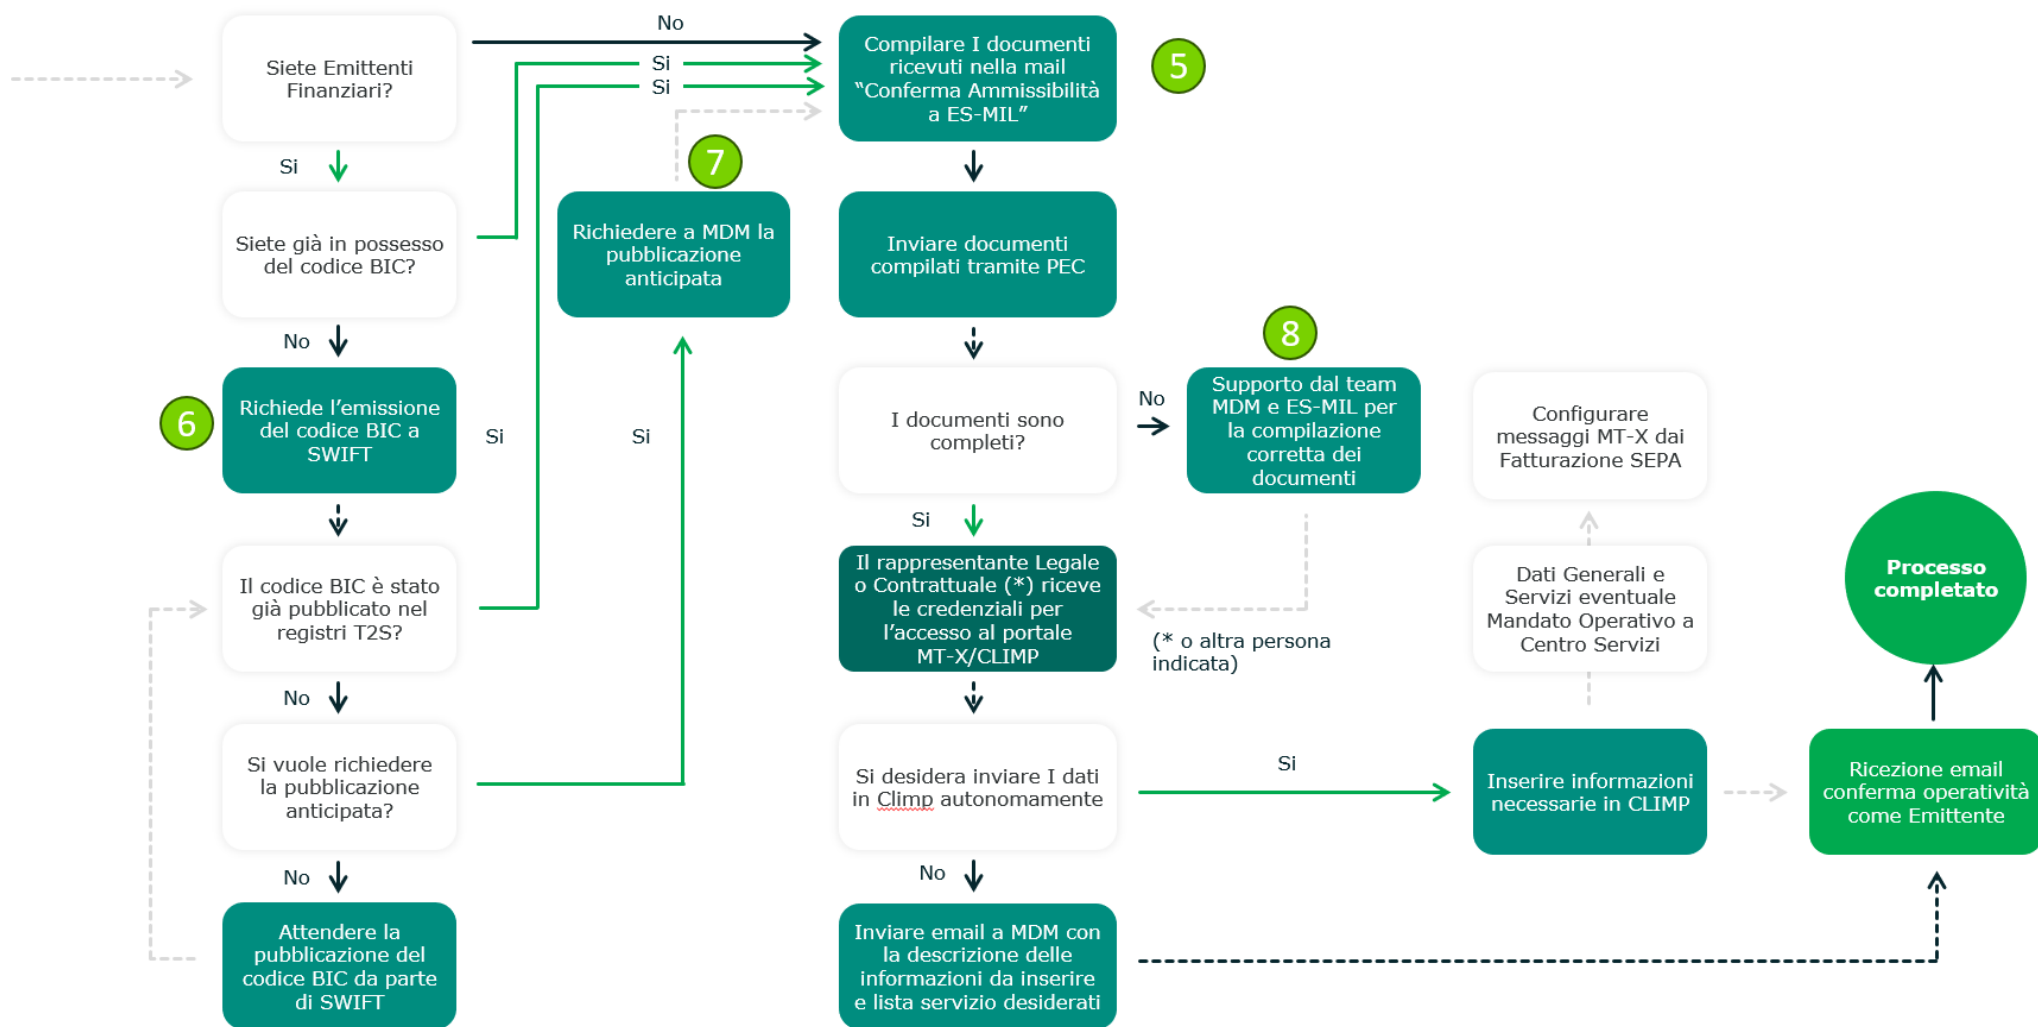 Siete Emittenti
Finanziari?
No
Si
Si
Compilare I documenti
ricevuti nella mail
“Conferma Ammissibilità
a ES-MIL”
5
Si
Siete già in possesso
del codice BIC?
7
Richiedere a MDM la
pubblicazione
anticipata
Inviare documenti
compilati tramite PEC
No
6
Richiede l’emissione
del codice BIC a
SWIFT
Si
Si
I documenti sono
completi?
No
8
Supporto dal team
MDM e ES-MIL per
la compilazione
corretta dei
documenti
Configurare
messaggi MT-X dai
Fatturazione SEPA
Si
Il codice BIC è stato
già pubblicato nel
registri T2S?
Il rappresentante Legale
o Contrattuale (*) riceve
le credenziali per
l’accesso al portale
MT-X/CLIMP
(* o altra persona
indicata)
Dati Generali e
Servizi eventuale
Mandato Operativo a
Centro Servizi
Processo
completato
No
Si vuole richiedere
la pubblicazione
anticipata?
Si desidera inviare I dati
in Climp autonomamente
Si
Inserire informazioni
necessarie in CLIMP
Ricezione email
conferma operatività
come Emittente
No
Attendere la
pubblicazione del
codice BIC da parte
di SWIFT
No
Inviare email a MDM con
la descrizione delle
informazioni da inserire
e lista servizio desiderati